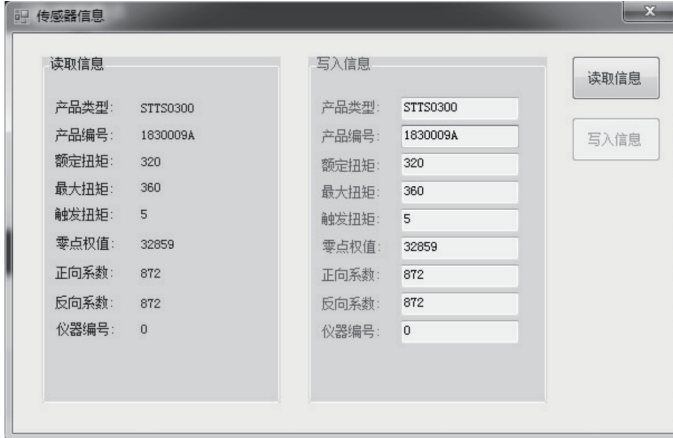 传感器信息
读取信息
产品类型: STTS0300
产品编号: 1830009A
额定扭矩: 320
最大扭矩: 360
触发扭矩: 5
零点权值: 32859
正向系数: 872
反向系数: 872
仪器编号: 0
写入信息
产品类型: STTS0300
产品编号: 1830009A
额定扭矩: 320
最大扭矩: 360
触发扭矩: 5
零点权值: 32859
正向系数: 872
反向系数: 872
仪器编号: 0
读取信息
写入信息